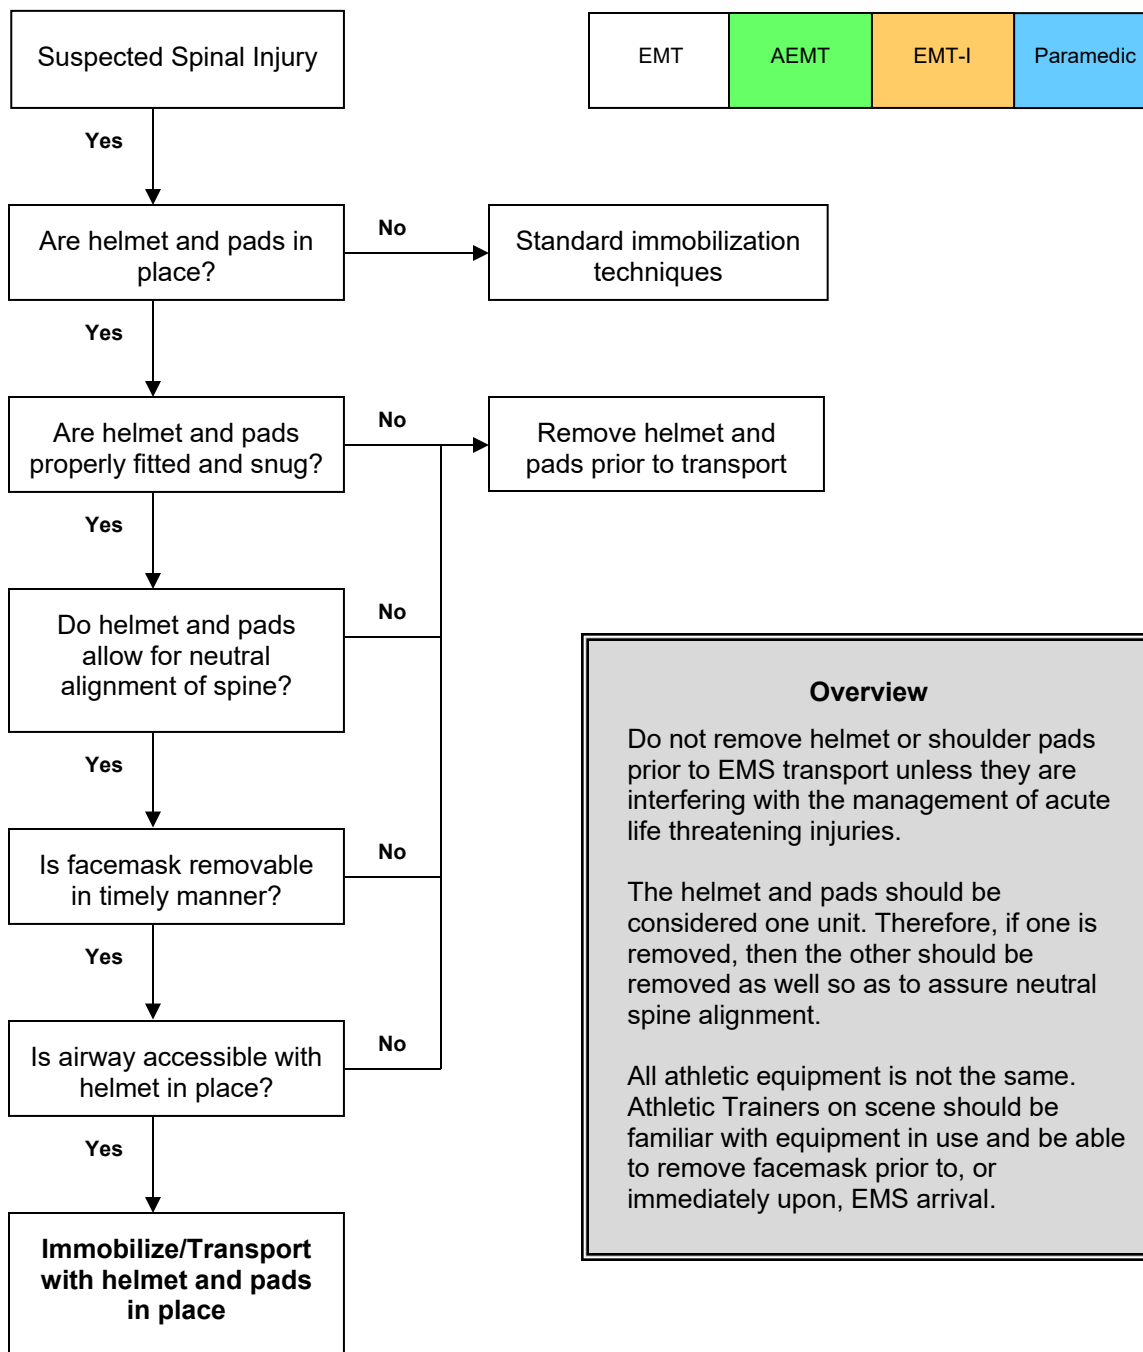 Suspected Spinal Injury
EMT
AEMT
EMT-I
Paramedic
Yes
Are helmet and pads in
place?
No
Standard immobilization
techniques
Yes
Are helmet and pads
properly fitted and snug?
No
Remove helmet and
pads prior to transport
Yes
Do helmet and pads
allow for neutral
alignment of spine?
No
Yes
Is facemask removable
in timely manner?
No
Yes
Is airway accessible with
helmet in place?
No
Yes
Immobilize/Transport
with helmet and pads
in place
Overview
Do not remove helmet or shoulder pads
prior to EMS transport unless they are
interfering with the management of acute
life threatening injuries.
The helmet and pads should be
considered one unit. Therefore, if one is
removed, then the other should be
removed as well so as to assure neutral
spine alignment.
All athletic equipment is not the same.
Athletic Trainers on scene should be
familiar with equipment in use and be able
to remove facemask prior to, or
immediately upon, EMS arrival.